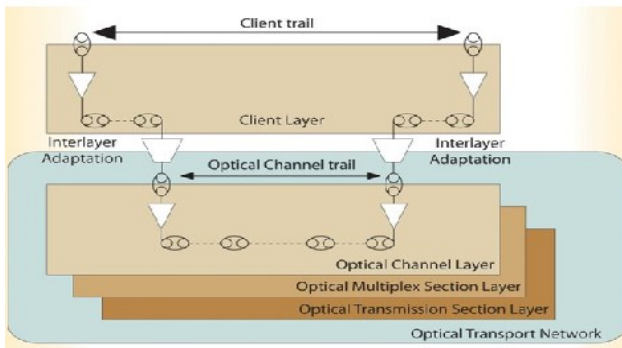 Client trail
Client Layer
Interlayer
Adaptation
Interlayer
Adaptation
Optical Channel trail
Optical Channel Layer
Optical Multiplex Section Layer
Optical Transmission Section Layer
Optical Transport Network